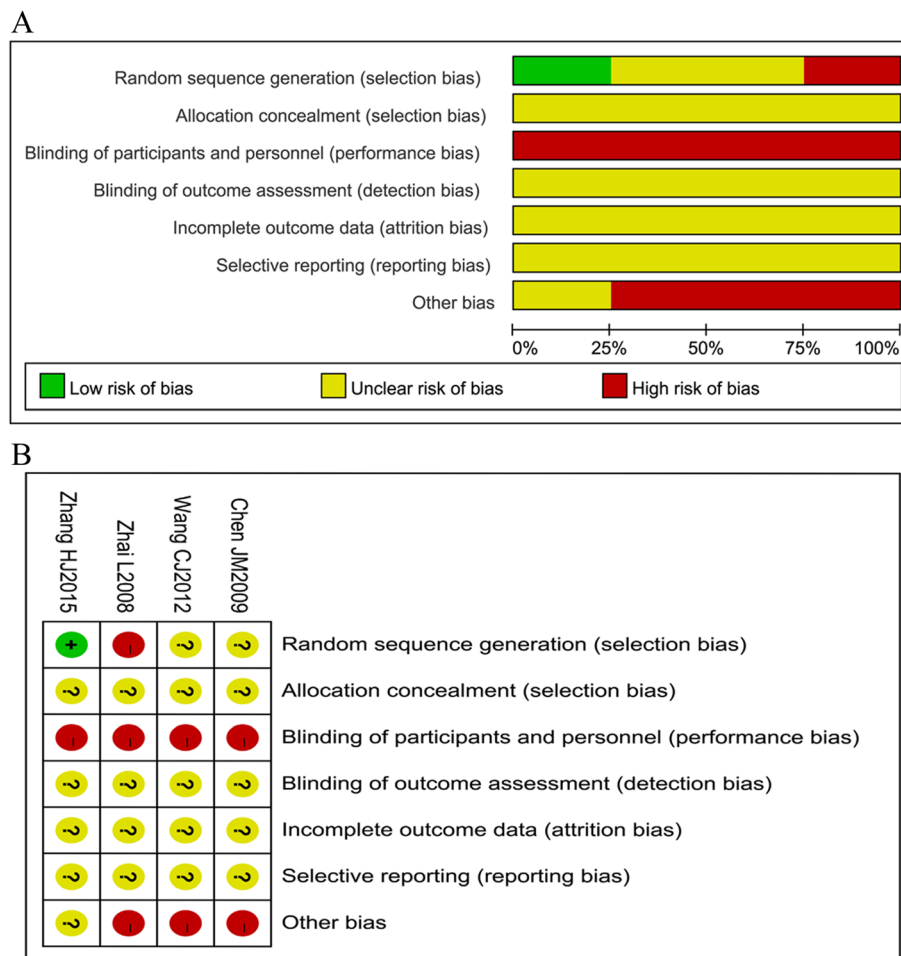 A
Random sequence generation (selection bias)
Allocation concealment (selection bias)
Blinding of participants and personnel (performance bias)
Blinding of outcome assessment (detection bias)
Incomplete outcome data (attrition bias)
Selective reporting (reporting bias)
Other bias
0% 25% 50% 75% 100%
Low risk of bias Unclear risk of bias High risk of bias
B
Zhang HJ2015 Zhai L2008 Wang CJ2012 Chen JM2009
+ − ? ? Random sequence generation (selection bias)
? ? ? ? Allocation concealment (selection bias)
− − − − Blinding of participants and personnel (performance bias)
? ? ? ? Blinding of outcome assessment (detection bias)
? ? ? ? Incomplete outcome data (attrition bias)
? ? ? ? Selective reporting (reporting bias)
? − − − Other bias